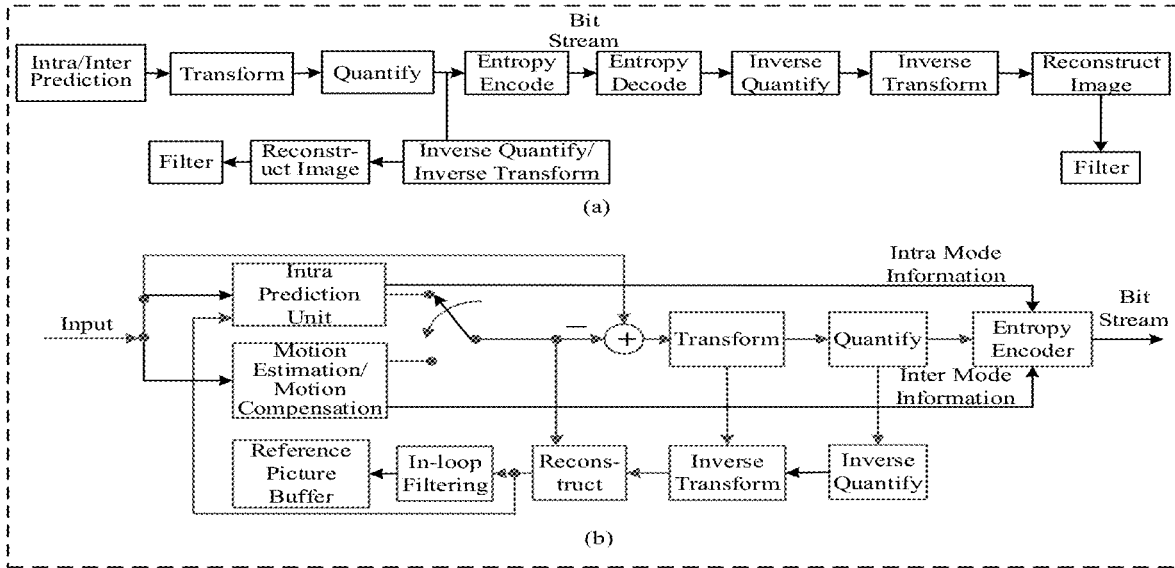 Bit
Stream
Intra/Inter
Prediction
Transform
Quantify
Entropy
Encode
Entropy
Decode
Inverse
Quantify
Inverse
Transform
Reconstruct
Image
Filter
Reconstr-
uct Image
Inverse Quantify/
Inverse Transform
Filter
(a)
Intra Mode
Information
Input
Intra
Prediction
Unit
Motion
Estimation/
Motion
Compensation
−
+
Transform
Quantify
Entropy
Encoder
Bit
Stream
Inter Mode
Information
Reference
Picture
Buffer
In-loop
Filtering
Recons-
truct
Inverse
Transform
Inverse
Quantify
(b)